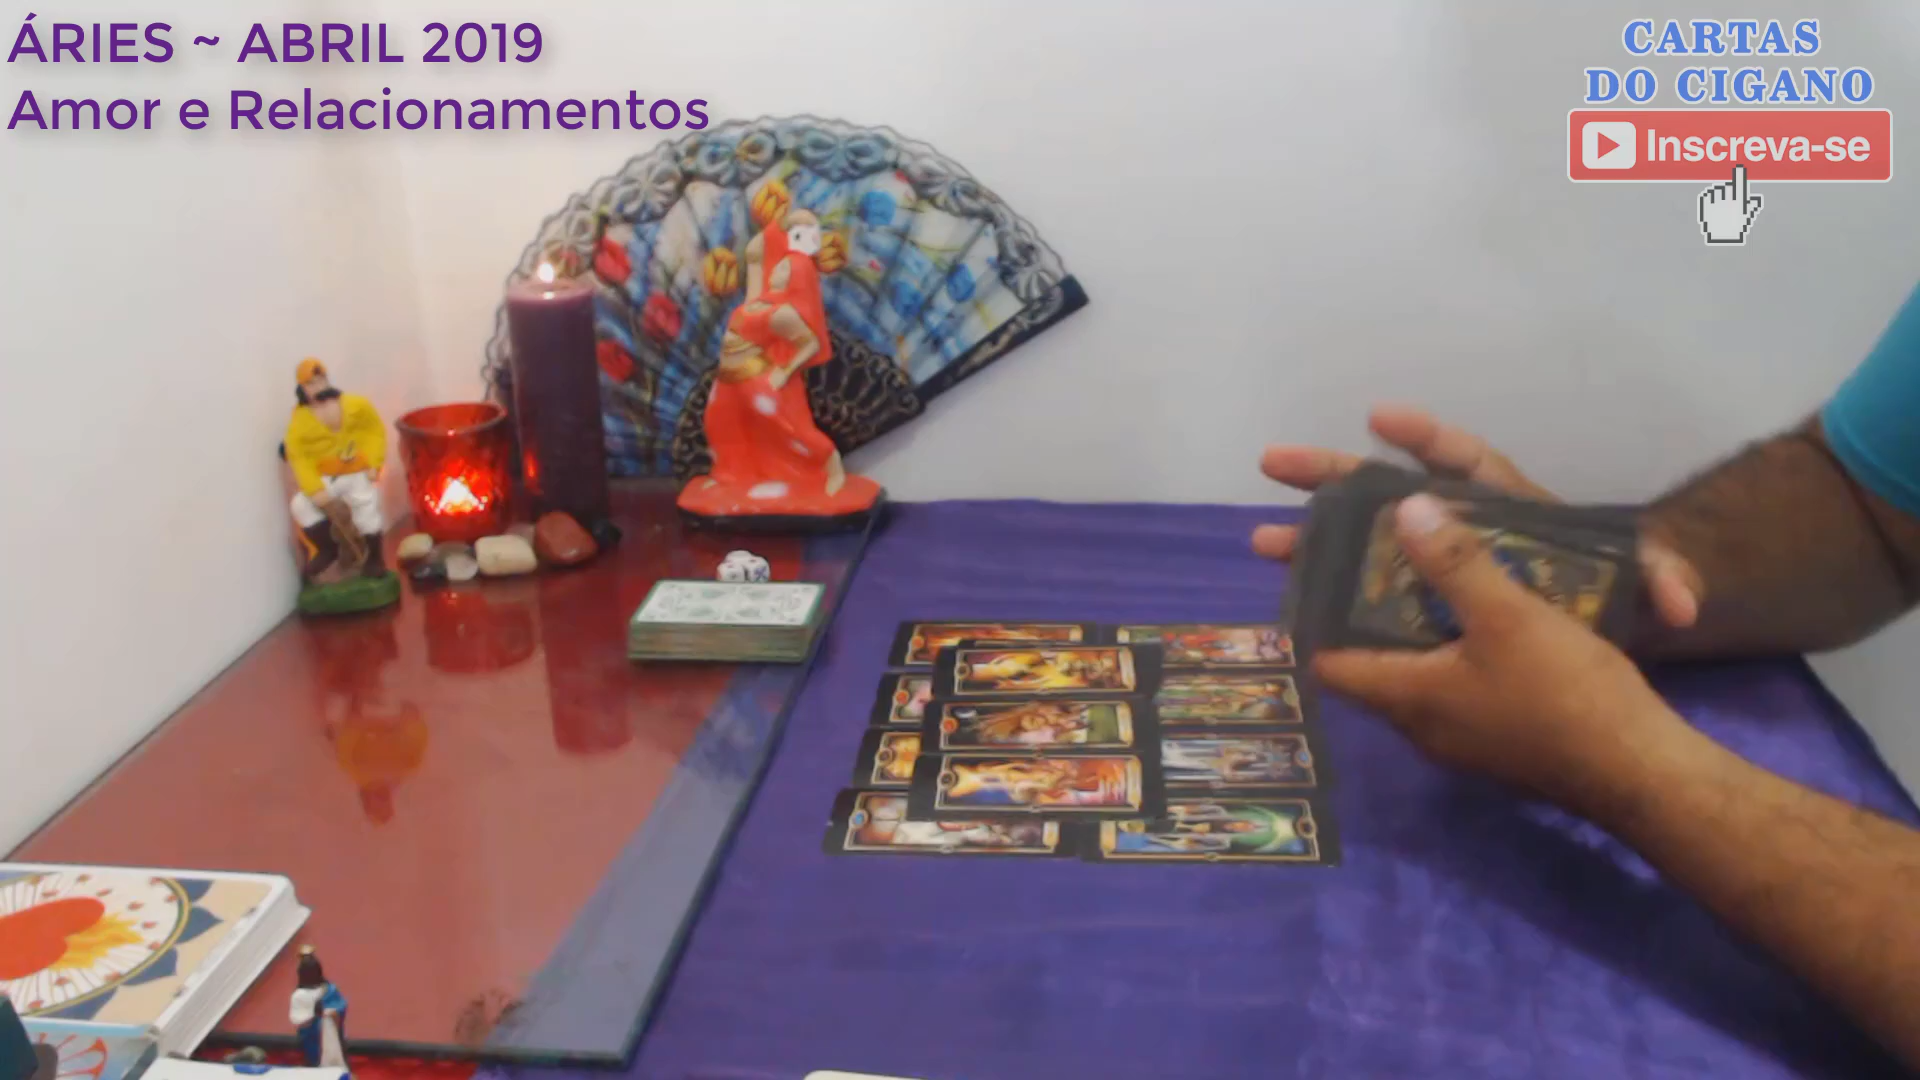 ÁRIES ~ ABRIL 2019
Amor e Relacionamentos
CARTAS
DO CIGANO
Inscreva-se